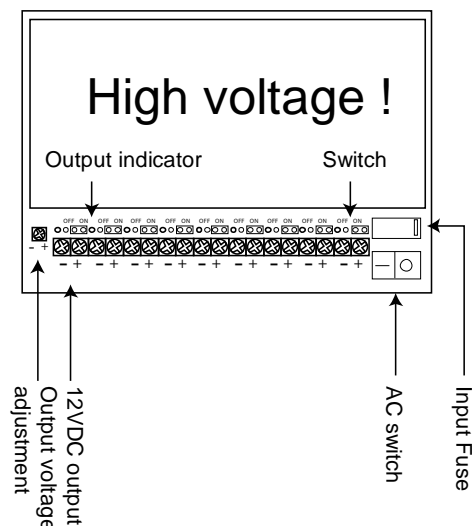 High voltage !
Output indicator
Switch
OFF ON OFF ON OFF ON OFF ON OFF ON OFF ON OFF ON OFF ON OFF ON
- +
- + - + - + - + - + - + - + - + - +
12VDC output
Output voltage
adjustment
AC switch
Input Fuse